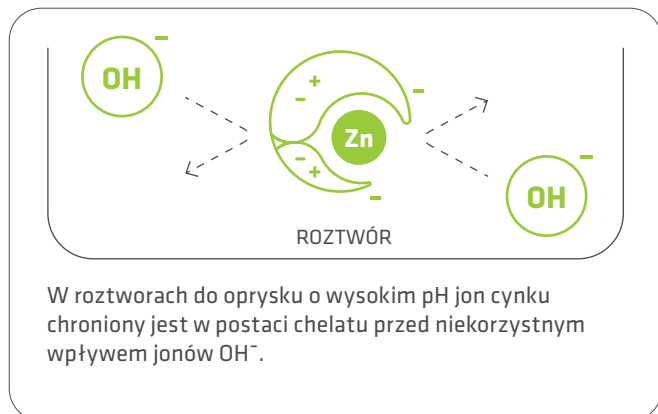 OH⁻
+
−
−
Zn
−
+
−
OH⁻
ROZTWÓR
W roztworach do oprysku o wysokim pH jon cynku
chroniony jest w postaci chelatu przed niekorzystnym
wpływem jonów OH⁻.